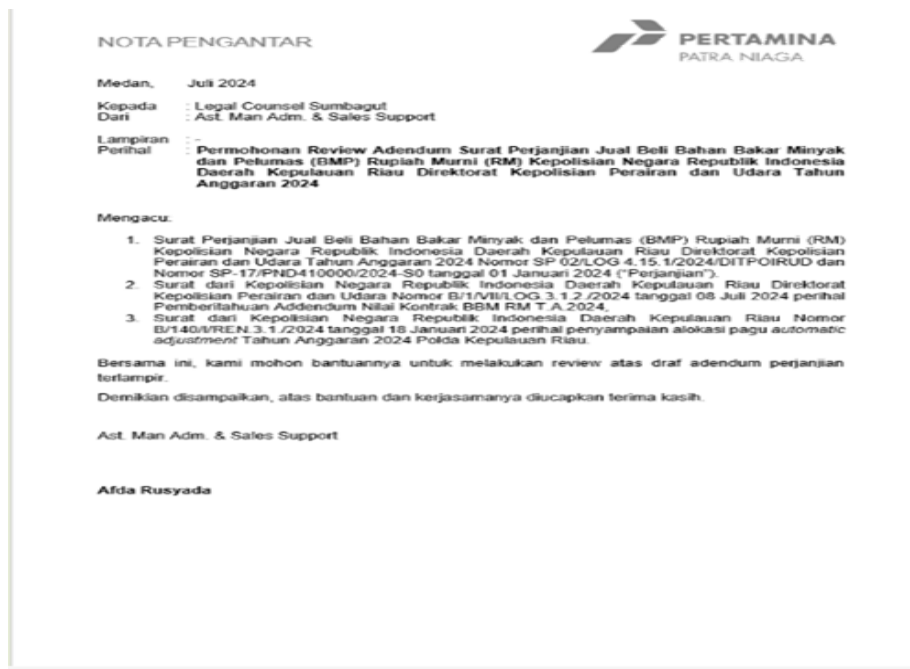 NOTA PENGANTAR
PERTAMINA
PATRA NIAGA
Medan, Juli 2024
Kepada : Legal Counsel Sumbagut
Dari : Ast. Man Adm. & Sales Support
Lampiran : -
Perihal : Permohonan Review Adendum Surat Perjanjian Jual Beli Bahan Bakar Minyak
dan Pelumas (BMP) Rupiah Murni (RM) Kepolisian Negara Republik Indonesia
Daerah Kepulauan Riau Direktorat Kepolisian Perairan dan Udara Tahun
Anggaran 2024
Mengacu:
1. Surat Perjanjian Jual Beli Bahan Bakar Minyak dan Pelumas (BMP) Rupiah Murni (RM)
Kepolisian Negara Republik Indonesia Daerah Kepulauan Riau Direktorat Kepolisian
Perairan dan Udara Tahun Anggaran 2024 Nomor SP 02/LOG 4.15.1/2024/DITPOIRUD dan
Nomor SP-17/PND410000/2024-S0 tanggal 01 Januari 2024 ("Perjanjian").
2. Surat dari Kepolisian Negara Republik Indonesia Daerah Kepulauan Riau Direktorat
Kepolisian Perairan dan Udara Nomor B/1/VII/LOG.3.1.2./2024 tanggal 08 Juli 2024 perihal
Pemberitahuan Addendum Nilai Kontrak BBM RM T.A.2024,
3. Surat dari Kepolisian Negara Republik Indonesia Daerah Kepulauan Riau Nomor
B/140/I/REN.3.1./2024 tanggal 18 Januari 2024 perihal penyampaian alokasi pagu automatic
adjustment Tahun Anggaran 2024 Polda Kepulauan Riau.
Bersama ini, kami mohon bantuannya untuk melakukan review atas draf adendum perjanjian
terlampir.
Demikian disampaikan, atas bantuan dan kerjasamanya diucapkan terima kasih.
Ast. Man Adm. & Sales Support
Afda Rusyada